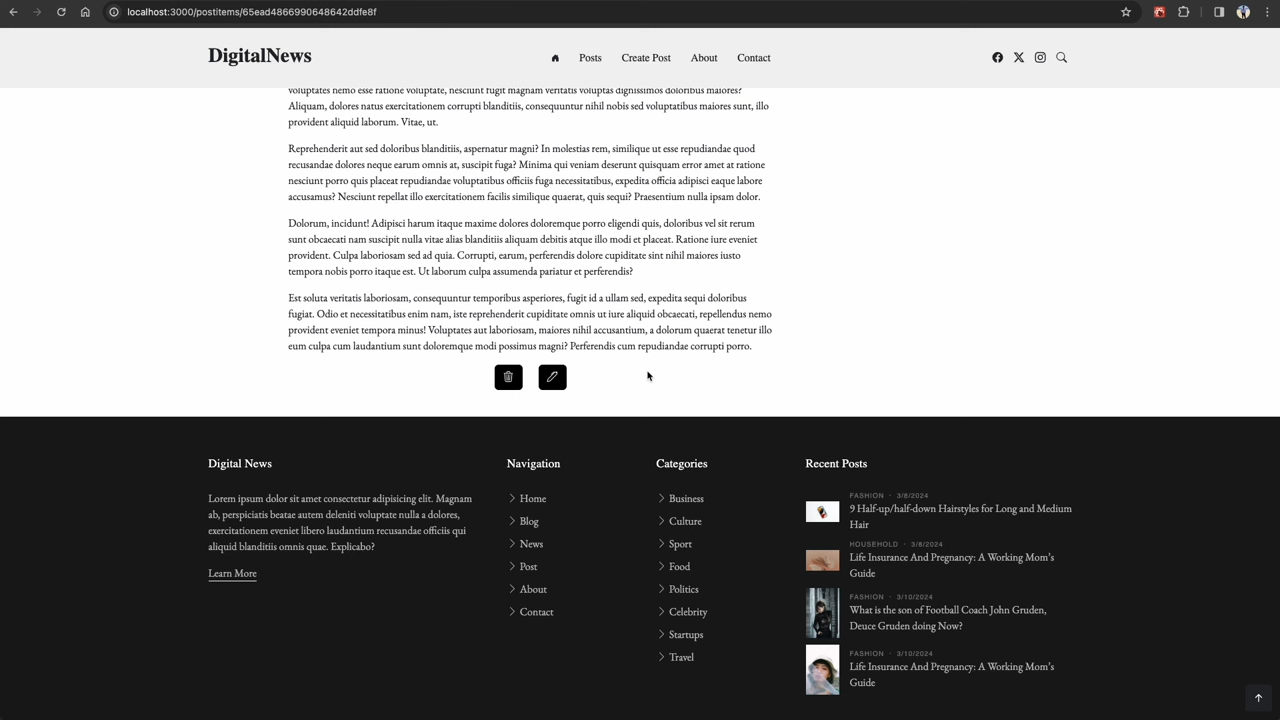 localhost:3000/postitems/65ead4866990648642ddfe8f
DigitalNews
Posts
Create Post
About
Contact
voluptates nemo esse ratione voluptate, nesciunt fugit magnam veritatis voluptas dignissimos doloribus maiores?
Aliquam, dolores natus exercitationem corrupti blanditiis, consequuntur nihil nobis sed voluptatibus maiores sunt, illo
provident aliquid laborum. Vitae, ut.
Reprehenderit aut sed doloribus blanditiis, aspernatur magni? In molestias rem, similique ut esse repudiandae quod
recusandae dolores neque earum omnis at, suscipit fuga? Minima qui veniam deserunt quisquam error amet at ratione
nesciunt porro quis placeat repudiandae voluptatibus officiis fuga necessitatibus, expedita officia adipisci eaque labore
accusamus? Nesciunt repellat illo exercitationem facilis similique quaerat, quis sequi? Praesentium nulla ipsam dolor.
Dolorum, incidunt! Adipisci harum itaque maxime dolores doloremque porro eligendi quis, doloribus vel sit rerum
sunt obcaecati nam suscipit nulla vitae alias blanditiis aliquam debitis atque illo modi et placeat. Ratione iure eveniet
provident. Culpa laboriosam sed ad quia. Corrupti, earum, perferendis dolore cupiditate sint nihil maiores iusto
tempora nobis porro itaque est. Ut laborum culpa assumenda pariatur et perferendis?
Est soluta veritatis laboriosam, consequuntur temporibus asperiores, fugit id a ullam sed, expedita sequi doloribus
fugiat. Odio et necessitatibus enim nam, iste reprehenderit cupiditate omnis ut iure aliquid obcaecati, repellendus nemo
provident eveniet tempora minus! Voluptates aut laboriosam, maiores nihil accusantium, a dolorum quaerat tenetur illo
eum culpa cum laudantium sunt doloremque modi possimus magni? Perferendis cum repudiandae corrupti porro.
Digital News
Lorem ipsum dolor sit amet consectetur adipisicing elit. Magnam
ab, perspiciatis beatae autem deleniti voluptate nulla a dolores,
exercitationem eveniet libero laudantium recusandae officiis qui
aliquid blanditiis omnis quae. Explicabo?
Learn More
Navigation
Home
Blog
News
Post
About
Contact
Categories
Business
Culture
Sport
Food
Politics
Celebrity
Startups
Travel
Recent Posts
FASHION · 3/8/2024
9 Half-up/half-down Hairstyles for Long and Medium
Hair
HOUSEHOLD · 3/8/2024
Life Insurance And Pregnancy: A Working Mom's
Guide
FASHION · 3/10/2024
What is the son of Football Coach John Gruden,
Deuce Gruden doing Now?
FASHION · 3/10/2024
Life Insurance And Pregnancy: A Working Mom's
Guide